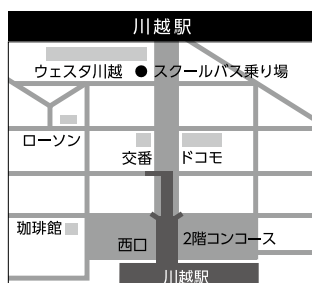 川越駅
ウェスタ川越 ● スクールバス乗り場
ローソン
交番 ドコモ
珈琲館
西口 2階コンコース
川越駅